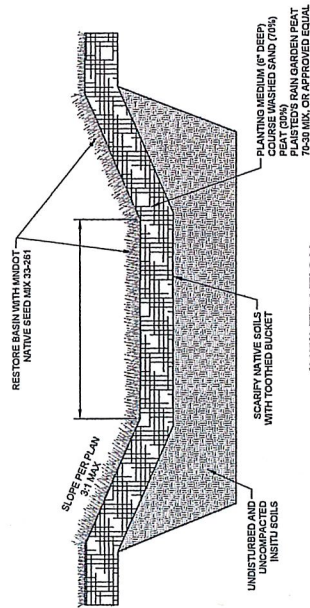 RESTORE BASIN WITH MNDOT
NATIVE SEED MIX 33-261
SLOPE PER PLAN
3:1 MAX
PLANTING MEDIUM (6" DEEP)
COURSE WASHED SAND (70%)
PEAT (30%)
PLAISTED'S RAIN GARDEN PEAT
70-30 MIX, OR APPROVED EQUAL
SCARIFY NATIVE SOILS
WITH TOOTHED BUCKET
UNDISTURBED AND
UNCOMPACTED
INSITU SOILS